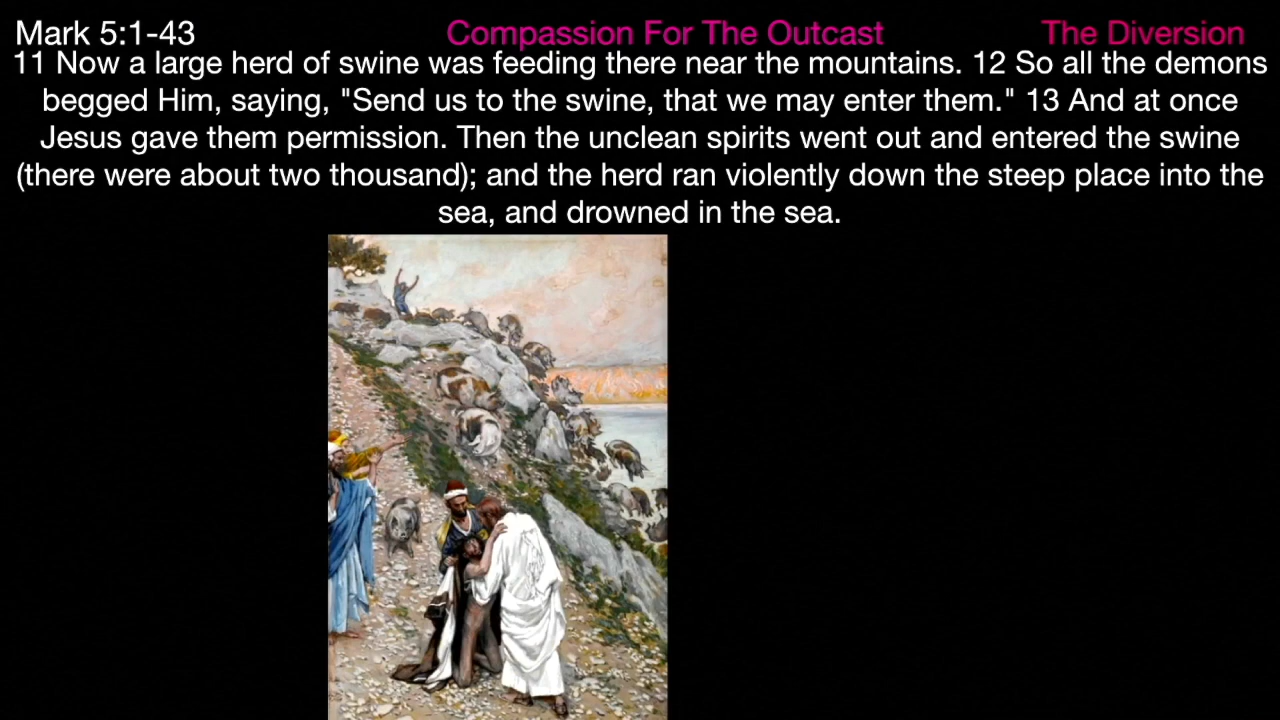 Mark 5:1-43 Compassion For The Outcast The Diversion
11 Now a large herd of swine was feeding there near the mountains. 12 So all the demons
begged Him, saying, "Send us to the swine, that we may enter them." 13 And at once
Jesus gave them permission. Then the unclean spirits went out and entered the swine
(there were about two thousand); and the herd ran violently down the steep place into the
sea, and drowned in the sea.